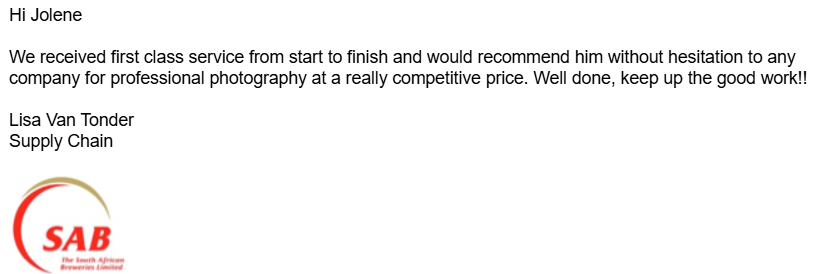 Hi Jolene
We received first class service from start to finish and would recommend him without hesitation to any
company for professional photography at a really competitive price. Well done, keep up the good work!!
Lisa Van Tonder
Supply Chain
SAB
The South African
Breweries Limited